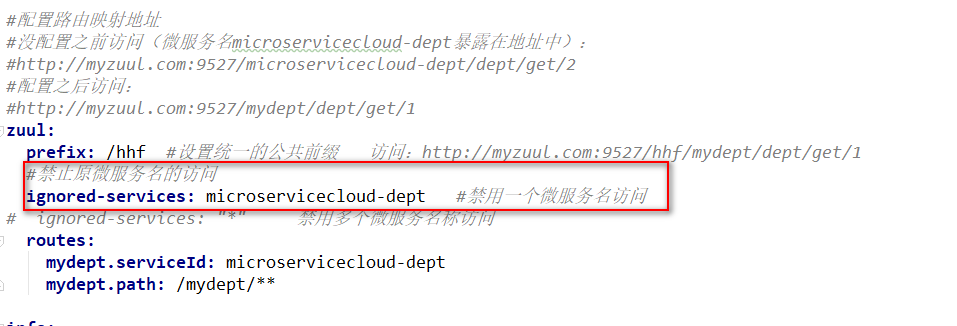 #配置路由映射地址
#没配置之前访问（微服务名microservicecloud-dept暴露在地址中）：
#http://myzuul.com:9527/microservicecloud-dept/dept/get/2
#配置之后访问：
#http://myzuul.com:9527/mydept/dept/get/1
zuul:
  prefix: /hhf  #设置统一的公共前缀   访问：http://myzuul.com:9527/hhf/mydept/dept/get/1
  #禁止原微服务名的访问
  ignored-services: microservicecloud-dept   #禁用一个微服务名访问
#  ignored-services: "*"     禁用多个微服务名称访问
  routes:
    mydept.serviceId: microservicecloud-dept
    mydept.path: /mydept/**
info: